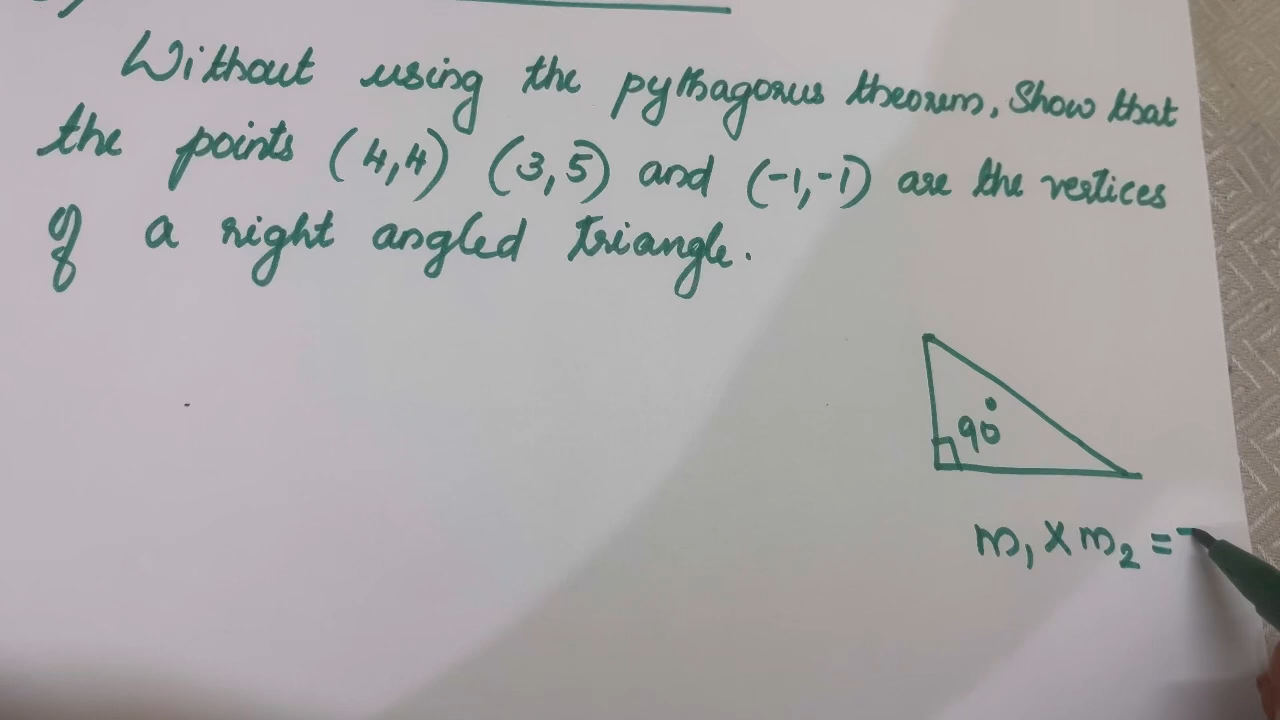 Without using the pythagorus theorem, Show that
the points (4,4) (3,5) and (-1,-1) are the vertices
of a right angled triangle.
90°
m₁ × m₂ = -